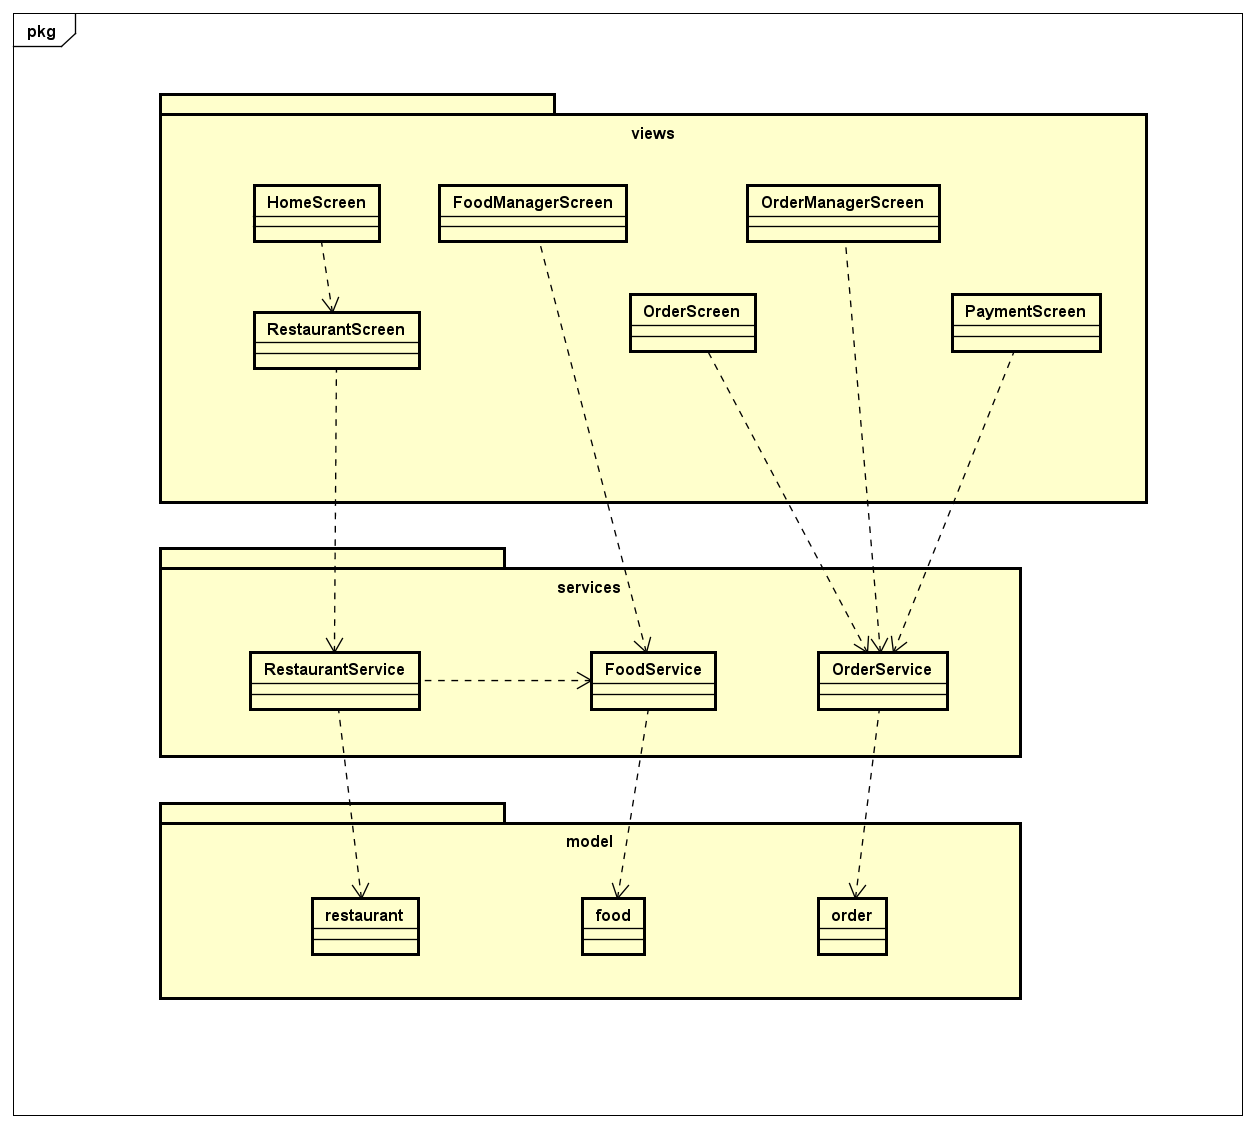 pkg
views
HomeScreen
FoodManagerScreen
OrderManagerScreen
OrderScreen
PaymentScreen
RestaurantScreen
services
RestaurantService
FoodService
OrderService
model
restaurant
food
order